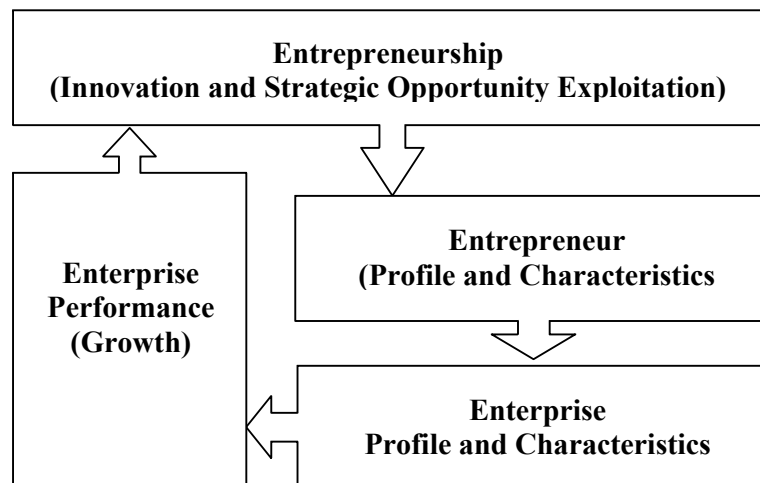 Entrepreneurship
(Innovation and Strategic Opportunity Exploitation)
Entrepreneur
(Profile and Characteristics
Enterprise
Performance
(Growth)
Enterprise
Profile and Characteristics